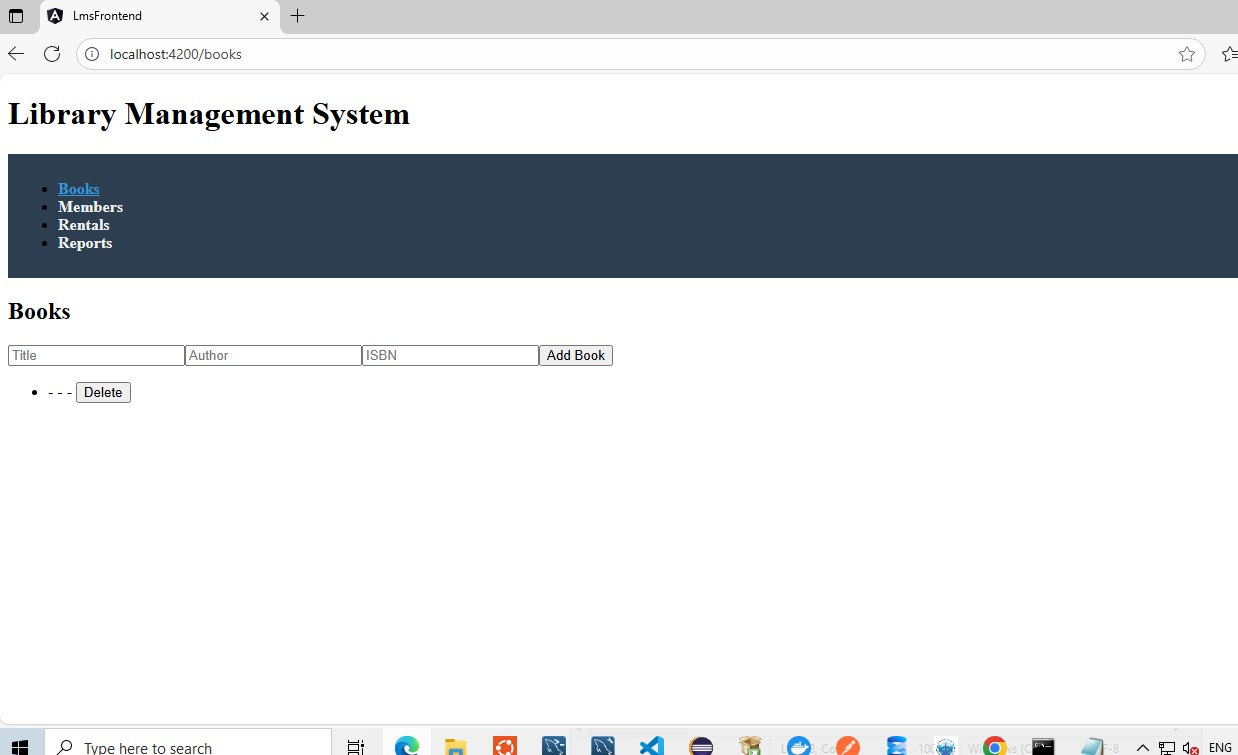 LmsFrontend
localhost:4200/books
Library Management System
Books
Members
Rentals
Reports
Books
Title Author ISBN Add Book
- - - Delete
Type here to search
ENG